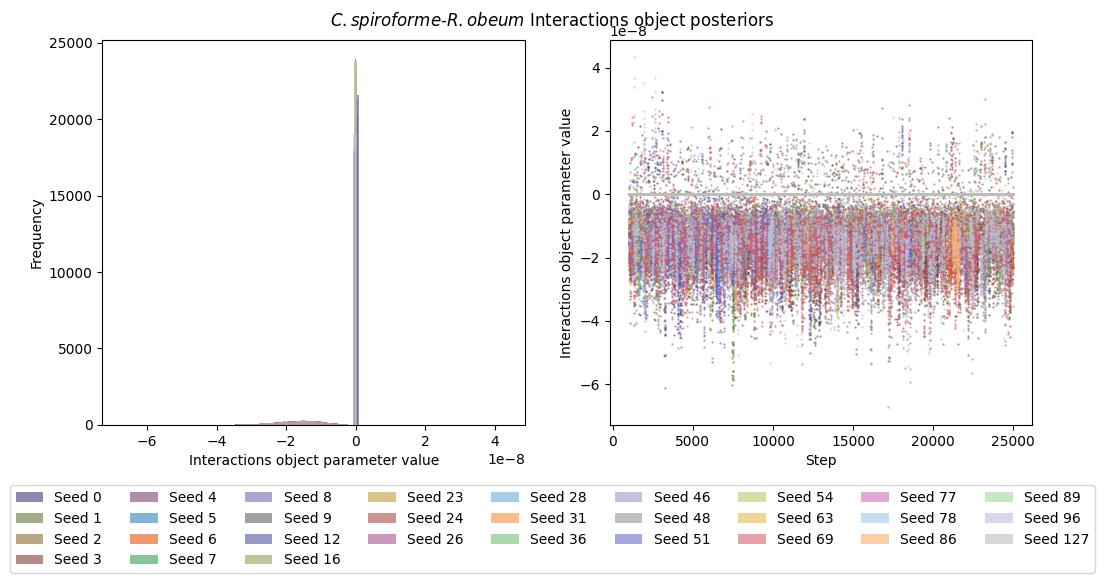 C. spiroforme-R. obeum Interactions object posteriors
25000
20000
15000
10000
5000
0
Frequency
−6 −4 −2 0 2 4
1e−8
Interactions object parameter value
1e−8
4
2
0
−2
−4
−6
Interactions object parameter value
0 5000 10000 15000 20000 25000
Step
Seed 0 Seed 4 Seed 8 Seed 23 Seed 28 Seed 46 Seed 54 Seed 77 Seed 89
Seed 1 Seed 5 Seed 9 Seed 24 Seed 31 Seed 48 Seed 63 Seed 78 Seed 96
Seed 2 Seed 6 Seed 12 Seed 26 Seed 36 Seed 51 Seed 69 Seed 86 Seed 127
Seed 3 Seed 7 Seed 16